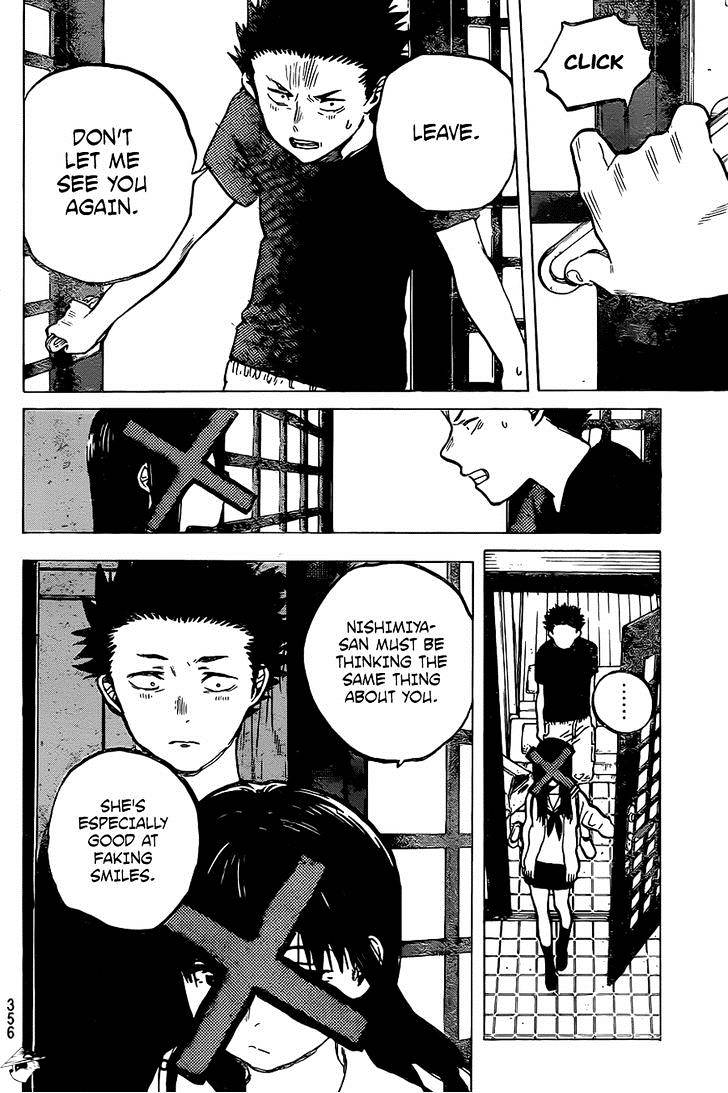 CLICK
LEAVE.
DON'T
LET ME
SEE YOU
AGAIN.
.....
NISHIMIYA-
SAN MUST BE
THINKING THE
SAME THING
ABOUT YOU.
SHE'S
ESPECIALLY
GOOD AT
FAKING
SMILES.
356